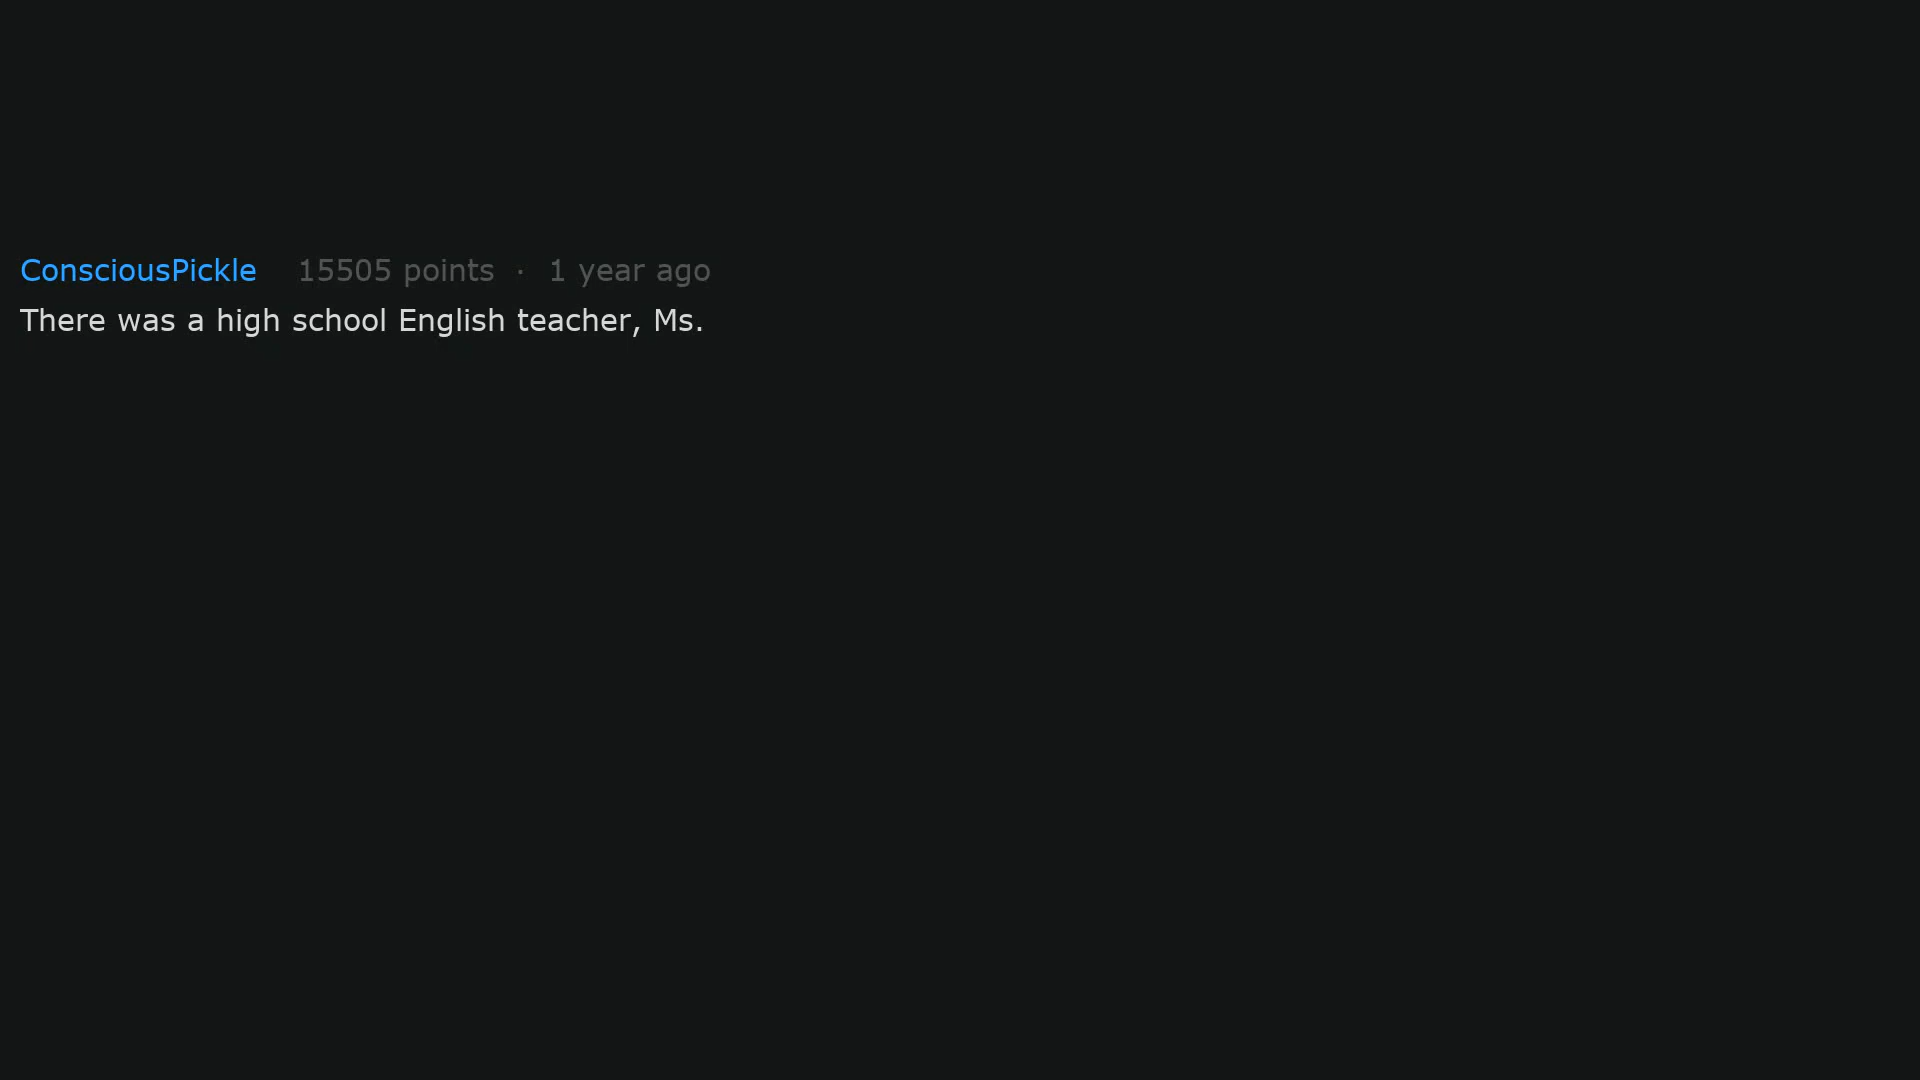 ConsciousPickle 15505 points · 1 year ago
There was a high school English teacher, Ms.